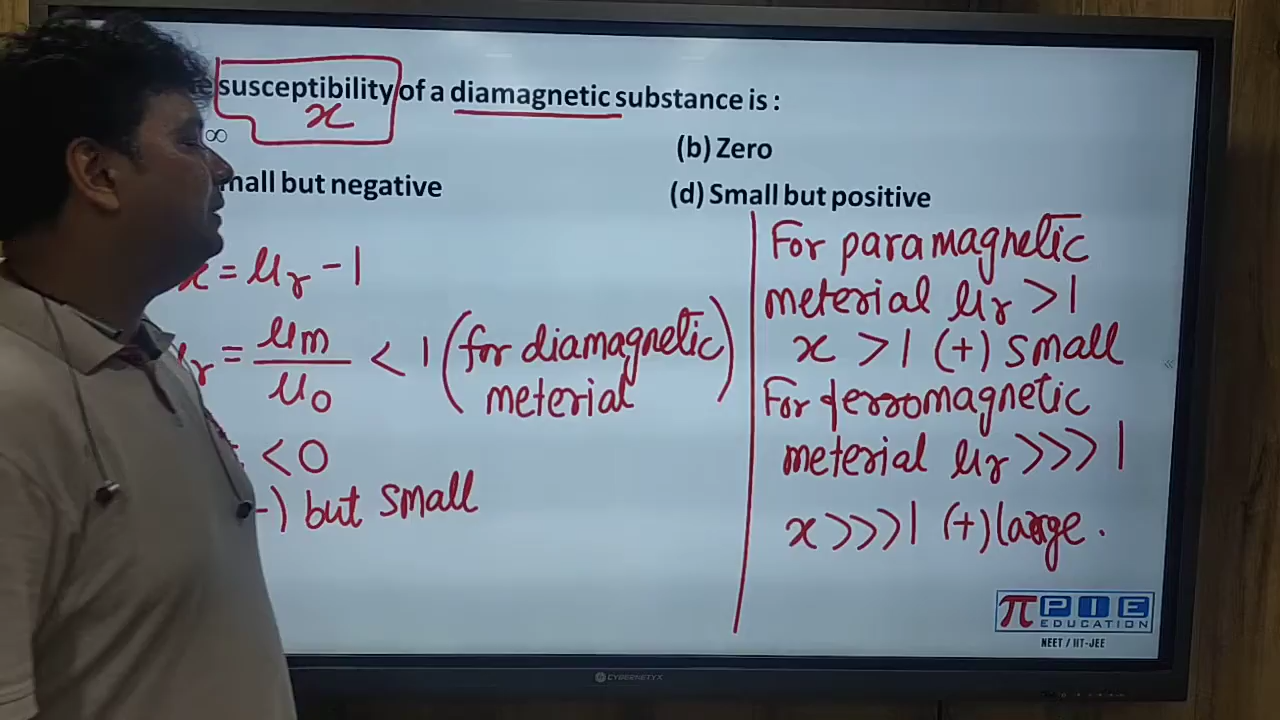 susceptibility of a diamagnetic substance is :
x
∞
(b) Zero
small but negative
(d) Small but positive
x = μr - 1
μr = μm / μ0 < 1 (for diamagnetic
meterial)
< 0
(-) but small
For paramagnetic
meterial μr > 1
x > 1 (+) small
For ferromagnetic
meterial μr >>> 1
x >>> 1 (+) large.
π PIE
EDUCATION
NEET / IIT-JEE
CYBERNETYX